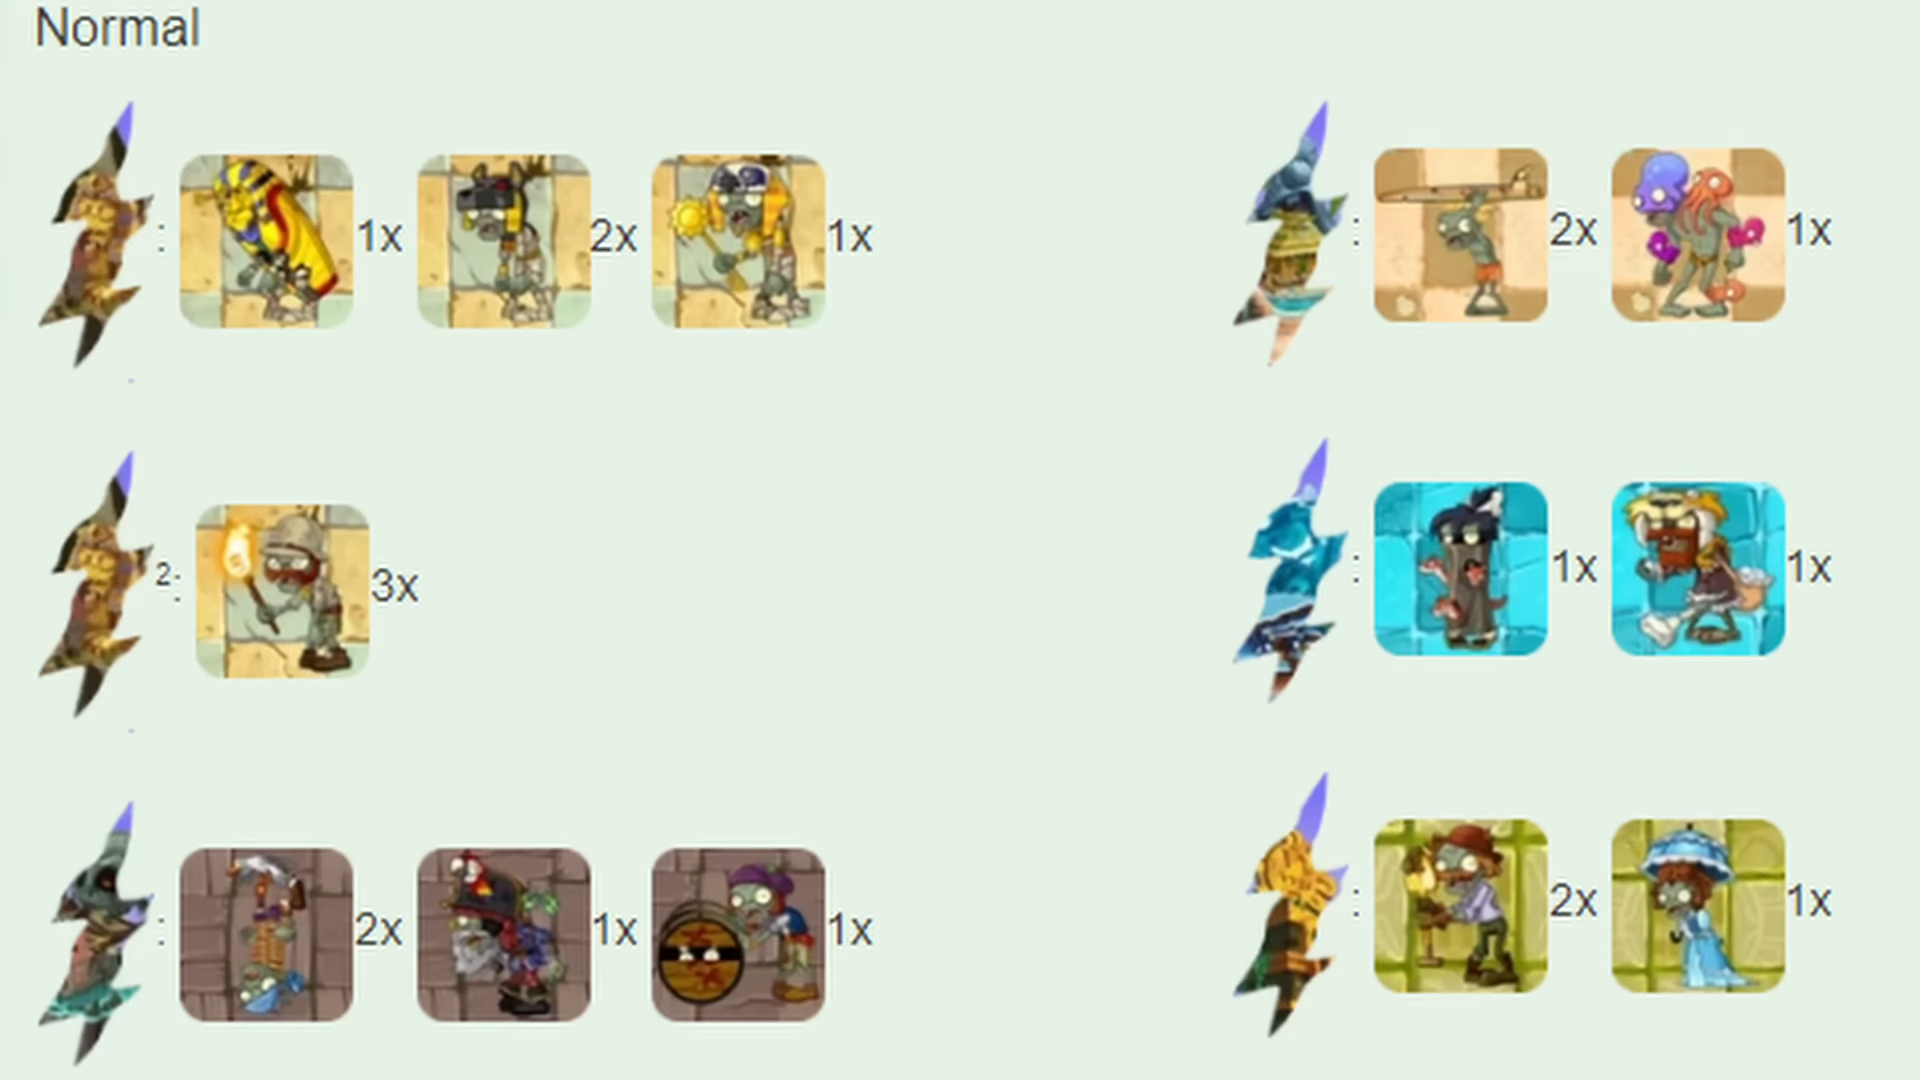 Normal
: 1x 2x 1x
: 2x 1x
2: 3x
: 1x 1x
: 2x 1x 1x
: 2x 1x